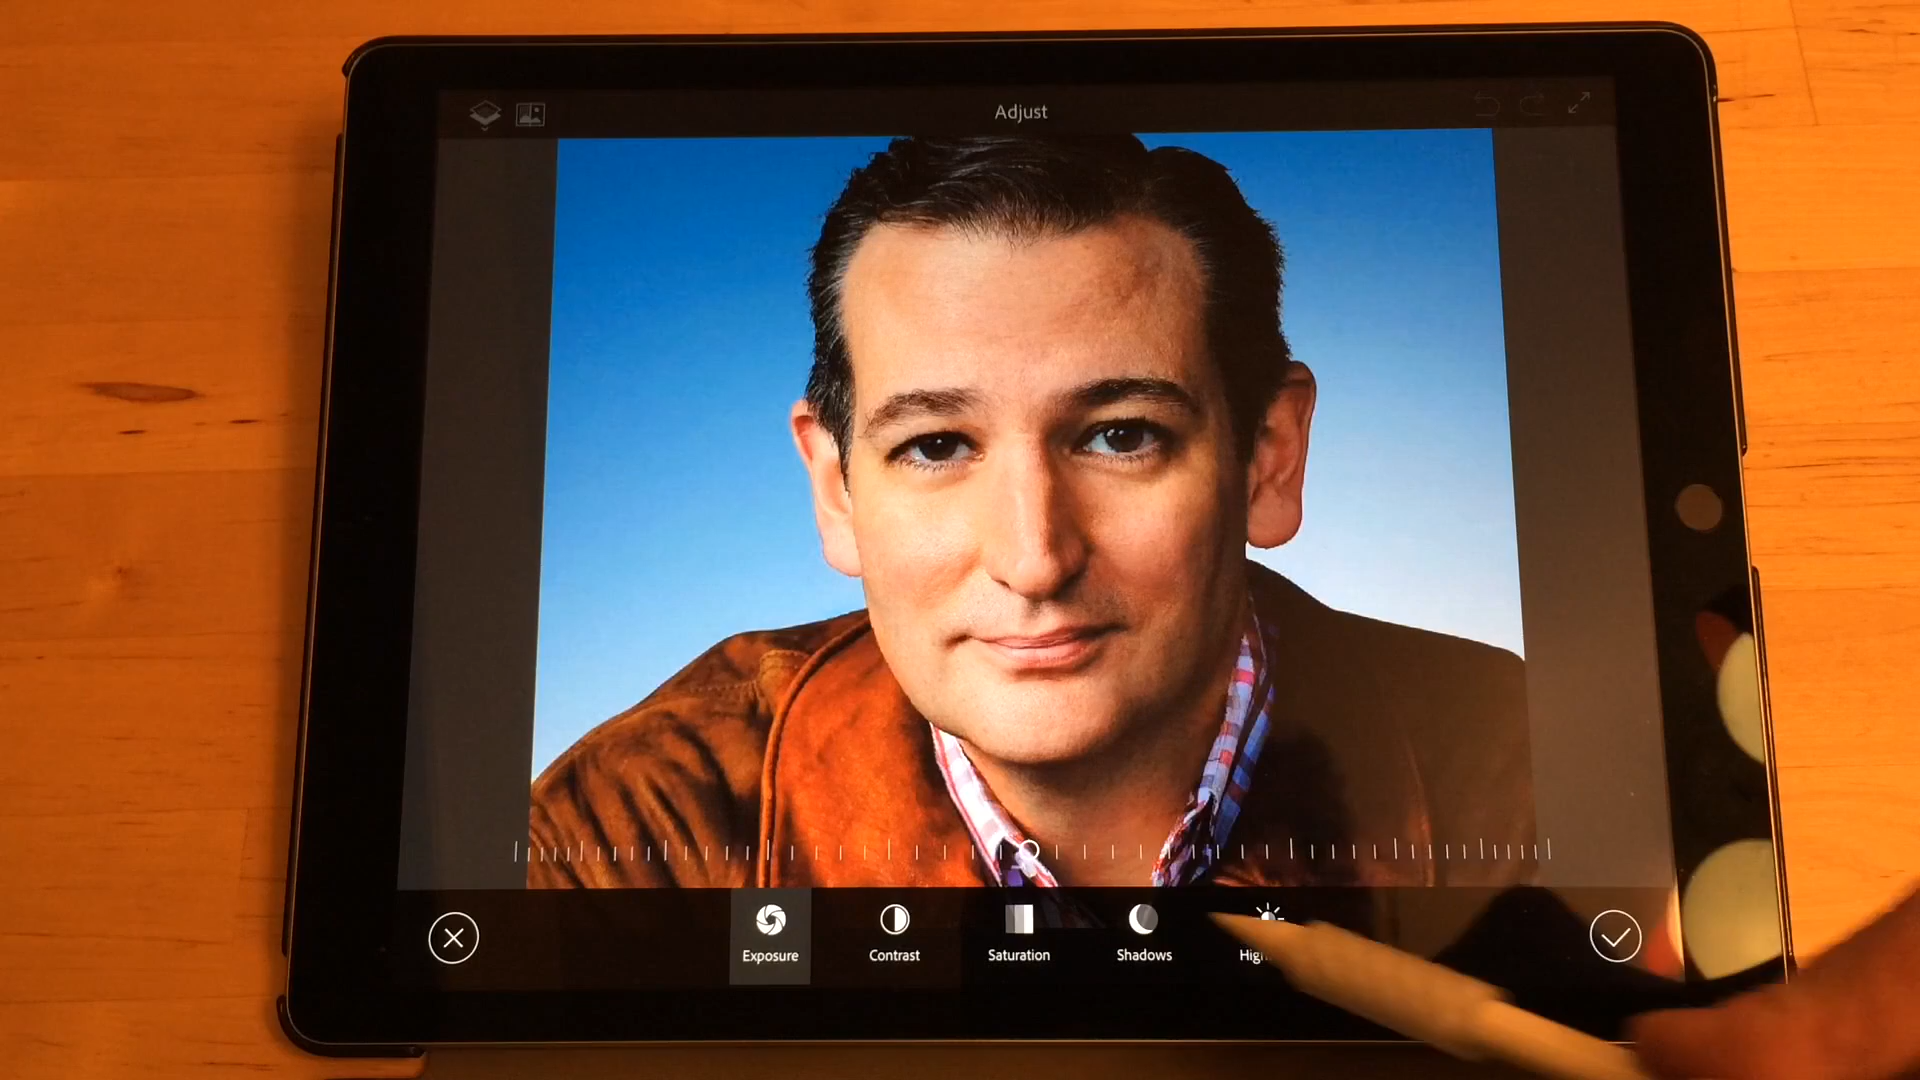 Adjust
Exposure
Contrast
Saturation
Shadows